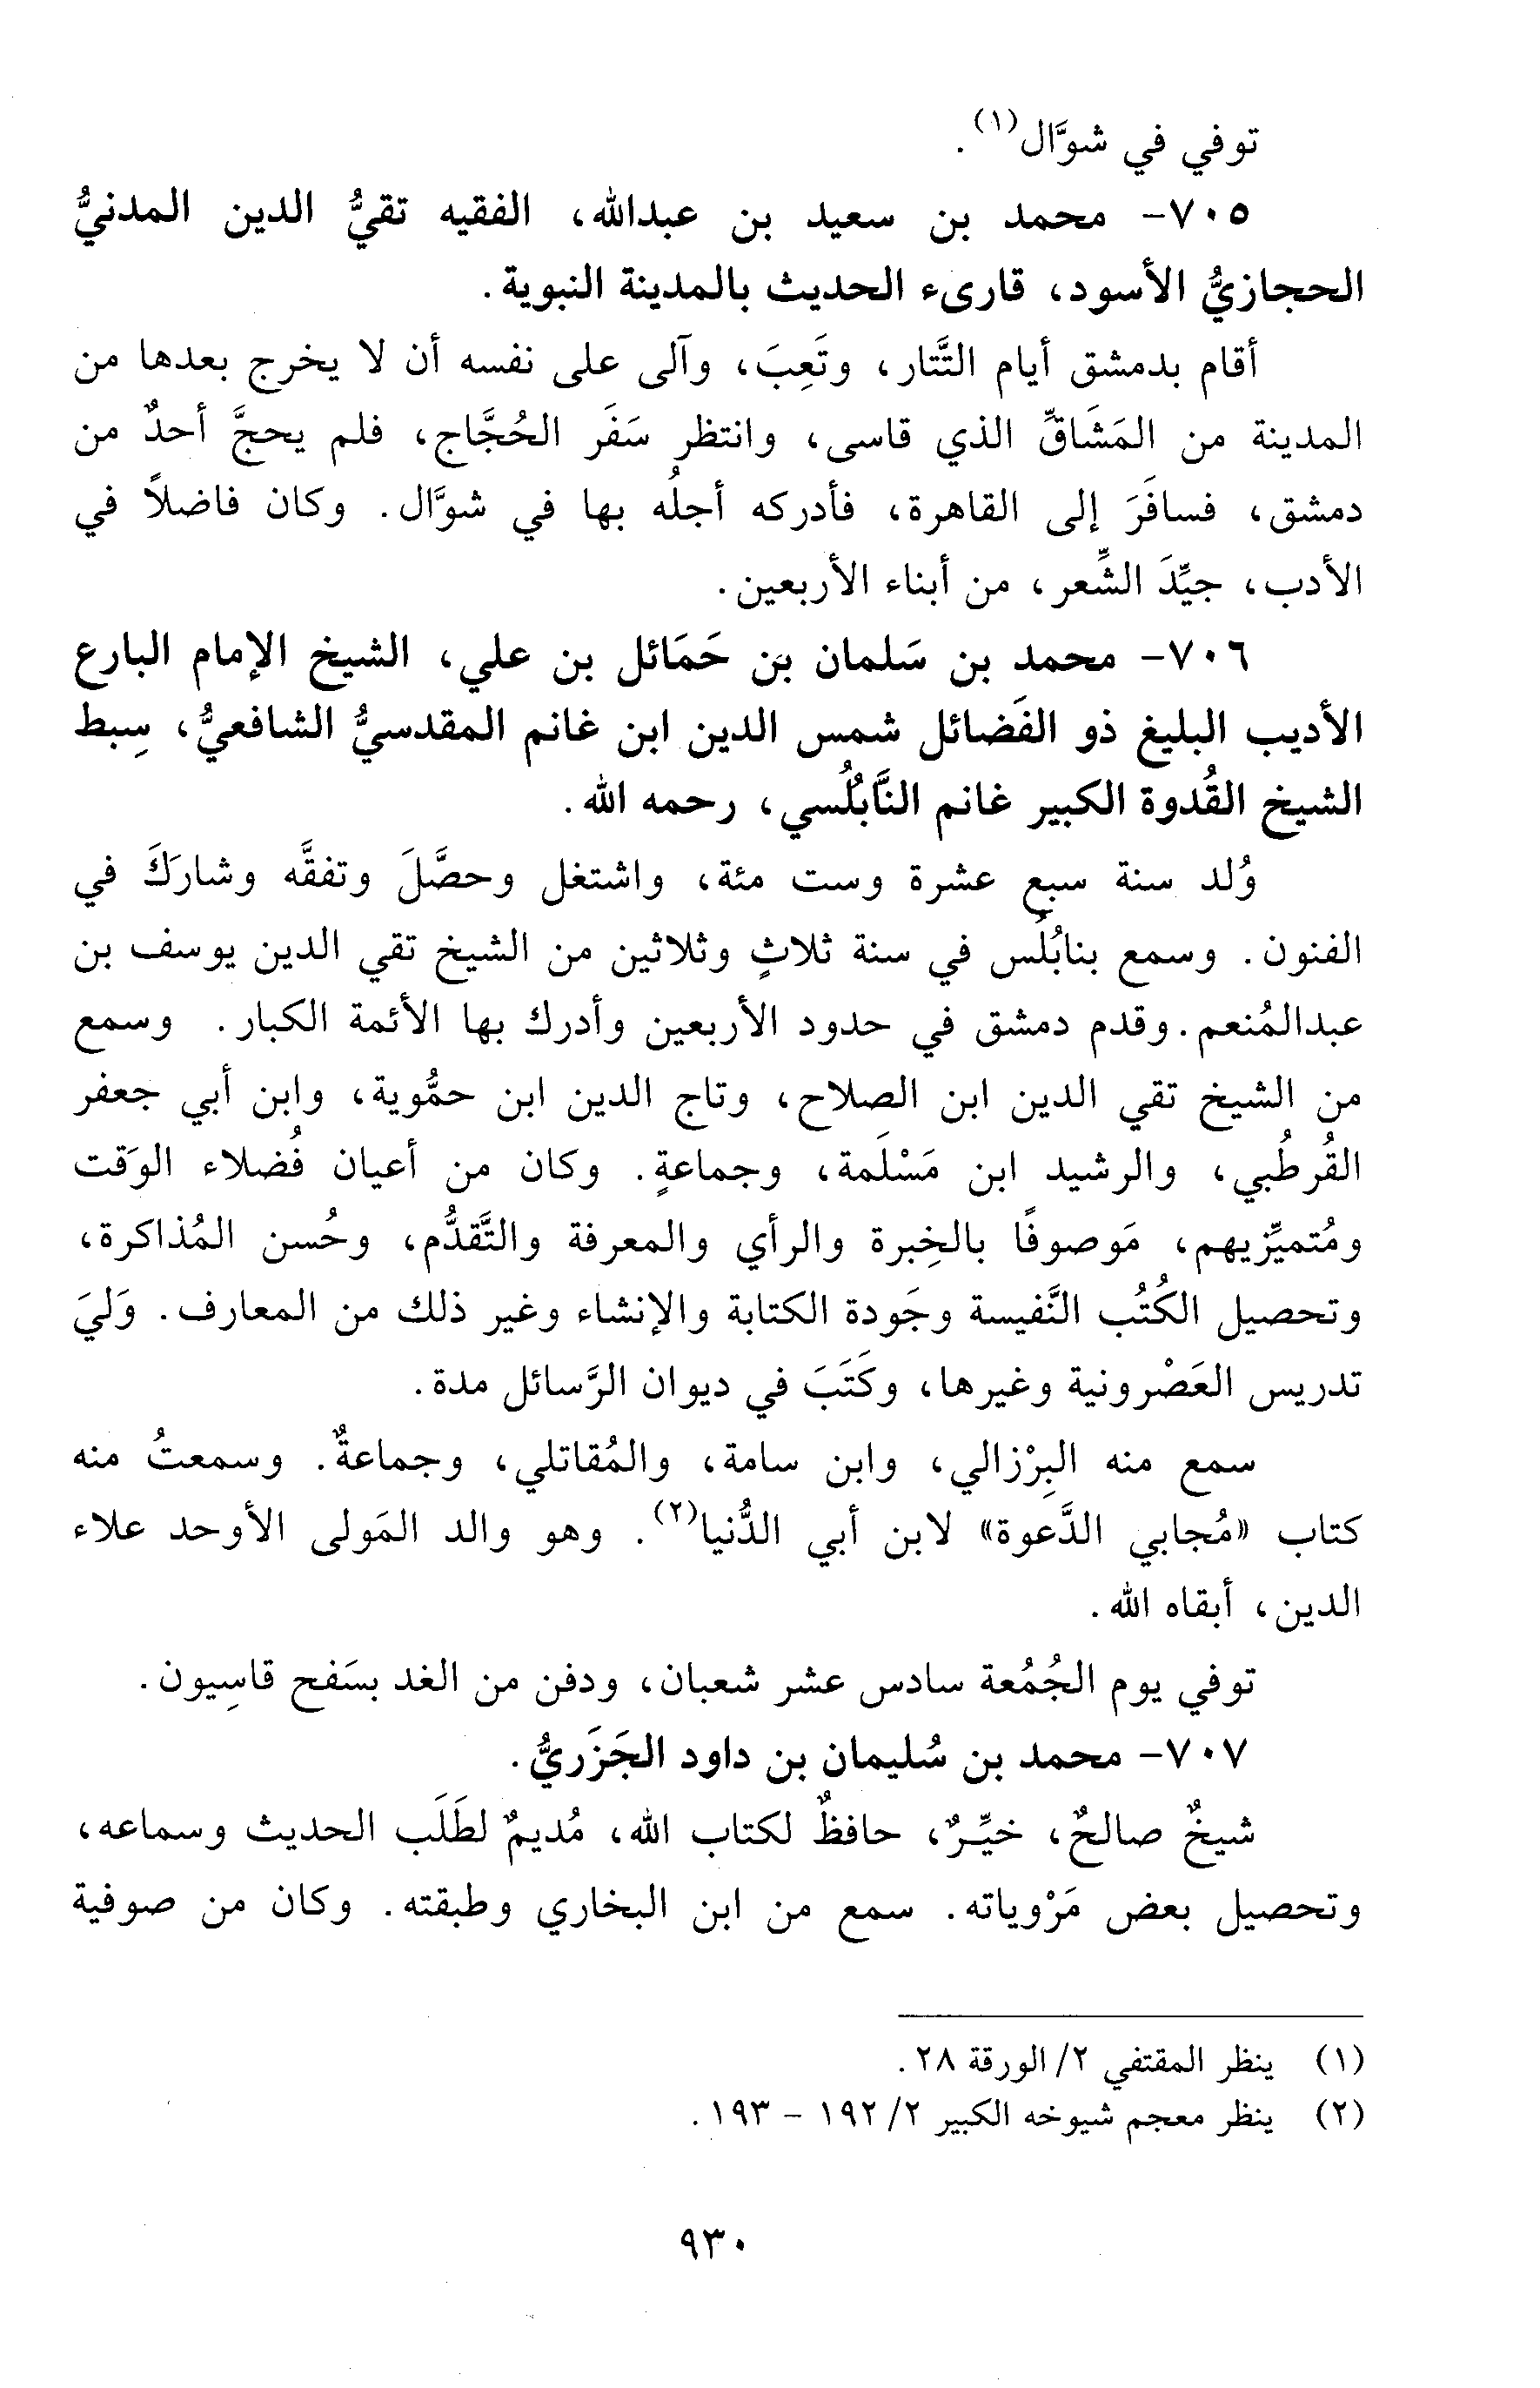 توفي في شوَّال(١).
٧٠٥- محمد بن سعيد بن عبدالله، الفقيه تقيُّ الدين المدنيُّ
الحجازيُّ الأسود، قارىء الحديث بالمدينة النبوية.
أقام بدمشق أيام التَّتار، وتَعِبَ، وآلى على نفسه أن لا يخرج بعدها من
المدينة من المَشَاقِّ الذي قاسى، وانتظر سَفَر الحُجَّاج، فلم يحجَّ أحدٌ من
دمشق، فسافَرَ إلى القاهرة، فأدركه أجلُه بها في شوَّال. وكان فاضلاً في
الأدب، جيِّدَ الشِّعر، من أبناء الأربعين.
٧٠٦- محمد بن سَلمان بن حَمَائل بن علي، الشيخ الإمام البارع
الأديب البليغ ذو الفَضائل شمس الدين ابن غانم المقدسيُّ الشافعيُّ، سِبط
الشيخ القُدوة الكبير غانم النَّابُلُسي، رحمه الله.
وُلد سنة سبع عشرة وست مئة، واشتغل وحصَّلَ وتفقَّه وشارَكَ في
الفنون. وسمع بنابُلُس في سنة ثلاثٍ وثلاثين من الشيخ تقي الدين يوسف بن
عبدالمُنعم. وقدم دمشق في حدود الأربعين وأدرك بها الأئمة الكبار. وسمع
من الشيخ تقي الدين ابن الصلاح، وتاج الدين ابن حمُّوية، وابن أبي جعفر
القُرطُبي، والرشيد ابن مَسْلَمة، وجماعةٍ. وكان من أعيان فُضلاء الوَقت
ومُتميِّزيهم، مَوصوفًا بالخِبرة والرأي والمعرفة والتَّقدُّم، وحُسن المُذاكرة،
وتحصيل الكُتُب النَّفيسة وجَودة الكتابة والإنشاء وغير ذلك من المعارف. وَليَ
تدريس العَصْرونية وغيرها، وكَتَبَ في ديوان الرَّسائل مدة.
سمع منه البِرْزالي، وابن سامة، والمُقاتلي، وجماعةٌ. وسمعتُ منه
كتاب «مُجابي الدَّعوة» لابن أبي الدُّنيا(٢). وهو والد المَولى الأوحد علاء
الدين، أبقاه الله.
توفي يوم الجُمُعة سادس عشر شعبان، ودفن من الغد بسَفح قاسِيون.
٧٠٧- محمد بن سُليمان بن داود الجَزَريُّ.
شيخٌ صالحٌ، خيِّرٌ، حافظٌ لكتاب الله، مُديمٌ لطَلَب الحديث وسماعه،
وتحصيل بعض مَرْوياته. سمع من ابن البخاري وطبقته. وكان من صوفية
(١) ينظر المقتفي ٢/ الورقة ٢٨.
(٢) ينظر معجم شيوخه الكبير ٢/ ١٩٢ - ١٩٣.
٩٣٠